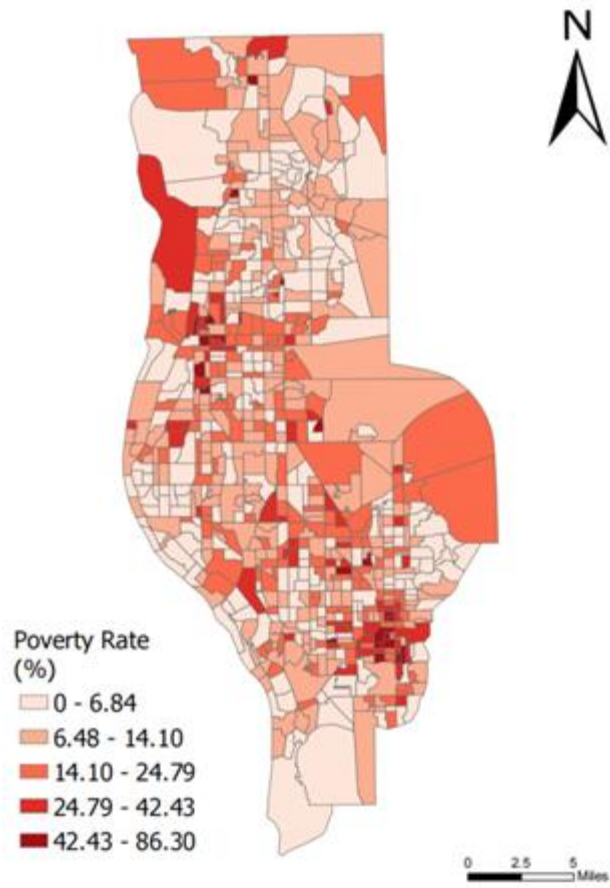 N
Poverty Rate
(%)
0 - 6.84
6.48 - 14.10
14.10 - 24.79
24.79 - 42.43
42.43 - 86.30
0 2.5 5
Miles